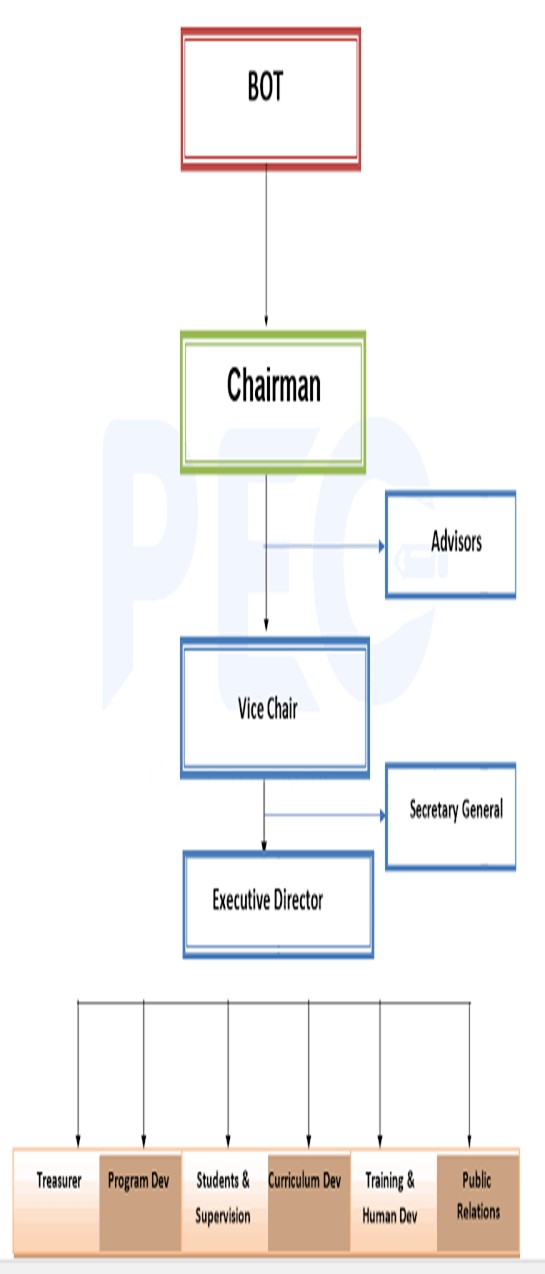 BOT
Chairman
PEC
Advisors
Vice Chair
Secretary General
Executive Director
Treasurer
Program Dev
Students &
Supervision
Curriculum Dev
Training &
Human Dev
Public
Relations